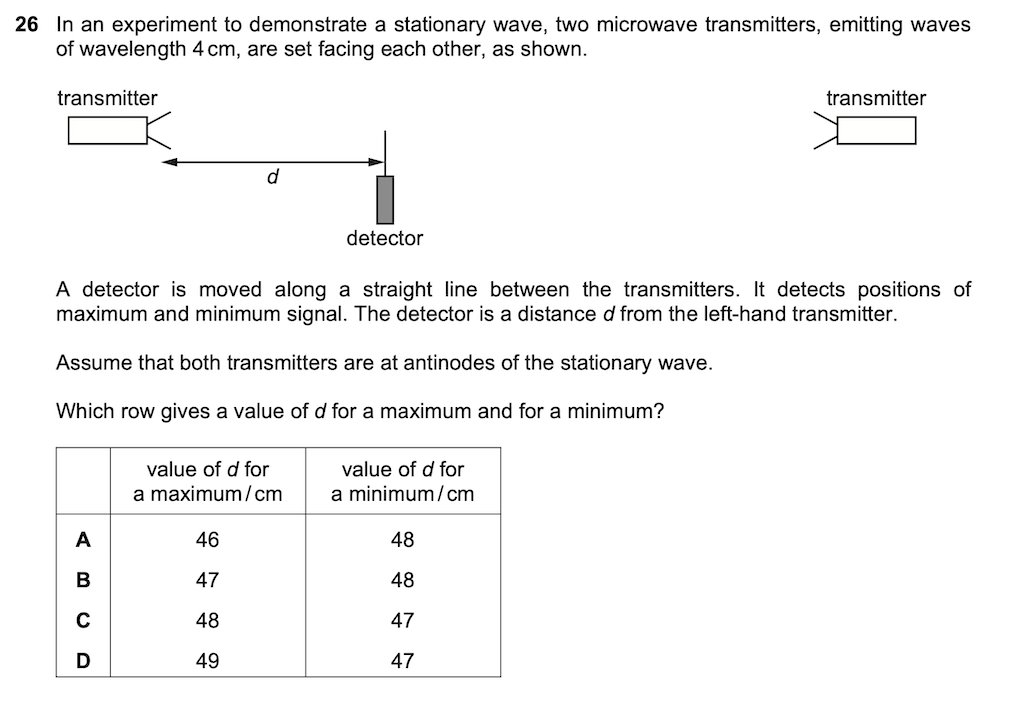 26 In an experiment to demonstrate a stationary wave, two microwave transmitters, emitting waves
of wavelength 4 cm, are set facing each other, as shown.
transmitter
transmitter
d
detector
A detector is moved along a straight line between the transmitters. It detects positions of
maximum and minimum signal. The detector is a distance d from the left-hand transmitter.
Assume that both transmitters are at antinodes of the stationary wave.
Which row gives a value of d for a maximum and for a minimum?
value of d for
a maximum / cm
value of d for
a minimum / cm
A 46 48
B 47 48
C 48 47
D 49 47